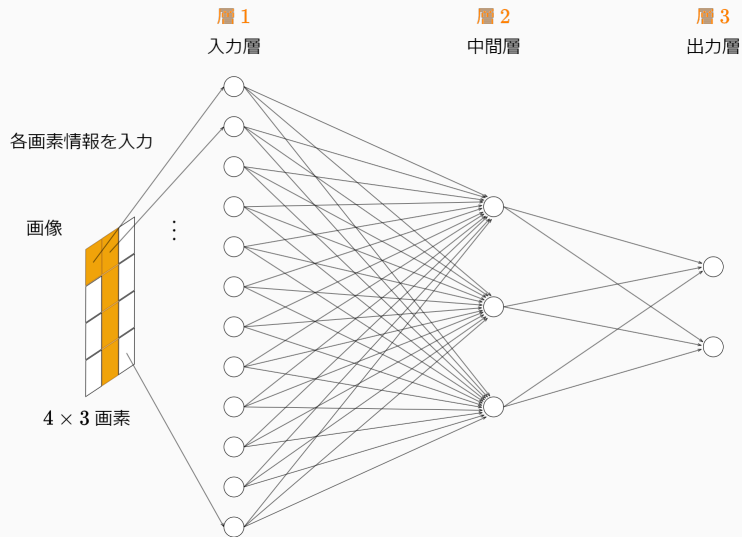 層 1
層 2
層 3
入力層
中間層
出力層
各画素情報を入力
画像
⋮
4 × 3 画素